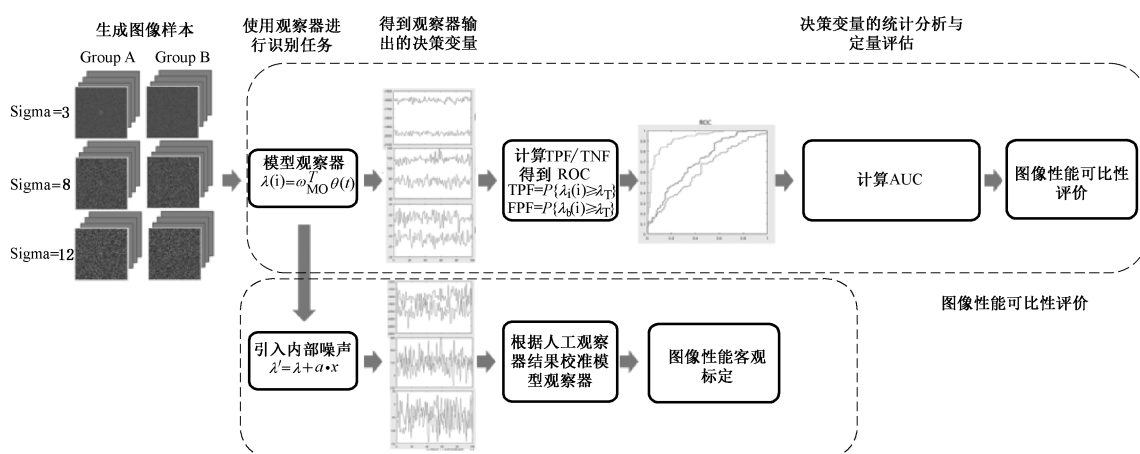 生成图像样本
使用观察器进
行识别任务
得到观察器输
出的决策变量
决策变量的统计分析与
定量评估
Group A
Group B
Sigma=3
Sigma=8
Sigma=12
模型观察器
λ(i)=ω^T_MO θ(t)
计算TPF/TNF
得到 ROC
TPF=P{λi(i)≥λT}
FPF=P{λb(i)≥λT}
ROC
计算AUC
图像性能可比性
评价
图像性能可比性评价
引入内部噪声
λ'=λ+a•x
根据人工观察
器结果校准模
型观察器
图像性能客观
标定